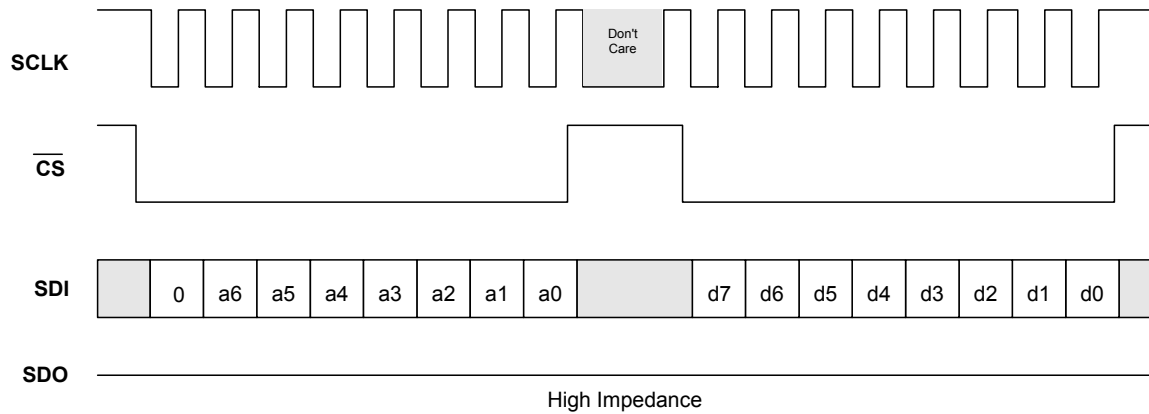 Don't
Care
SCLK
CS
SDI
0 a6 a5 a4 a3 a2 a1 a0 d7 d6 d5 d4 d3 d2 d1 d0
SDO
High Impedance